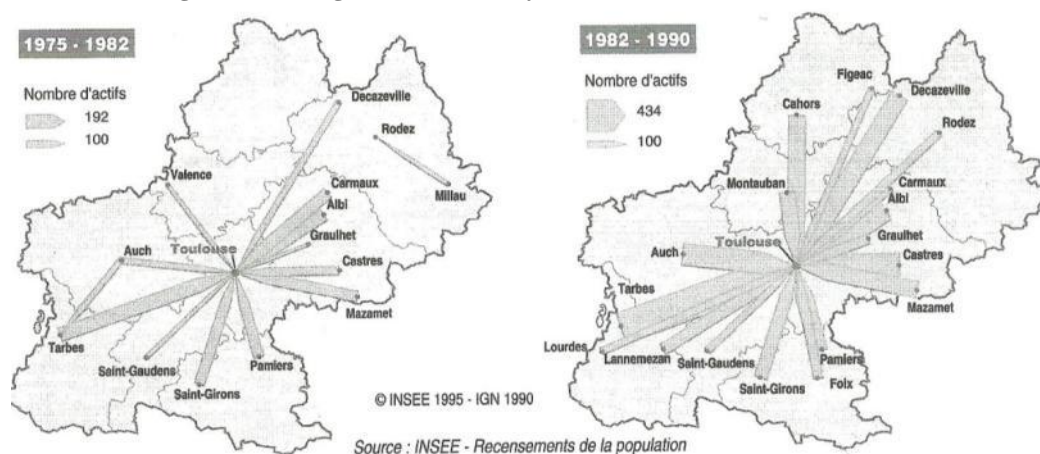 1975 - 1982
Nombre d'actifs
192
100
Decazeville
Rodez
Millau
Valence
Carmaux
Albi
Toulouse
Graulhet
Auch
Castres
Mazamet
Tarbes
Saint-Gaudens
Pamiers
Saint-Girons
© INSEE 1995 - IGN 1990
1982 - 1990
Nombre d'actifs
434
100
Figeac
Decazeville
Cahors
Rodez
Montauban
Carmaux
Albi
Graulhet
Toulouse
Auch
Castres
Tarbes
Mazamet
Lourdes
Lannemezan
Saint-Gaudens
Pamiers
Saint-Girons
Foix
Source : INSEE - Recensements de la population